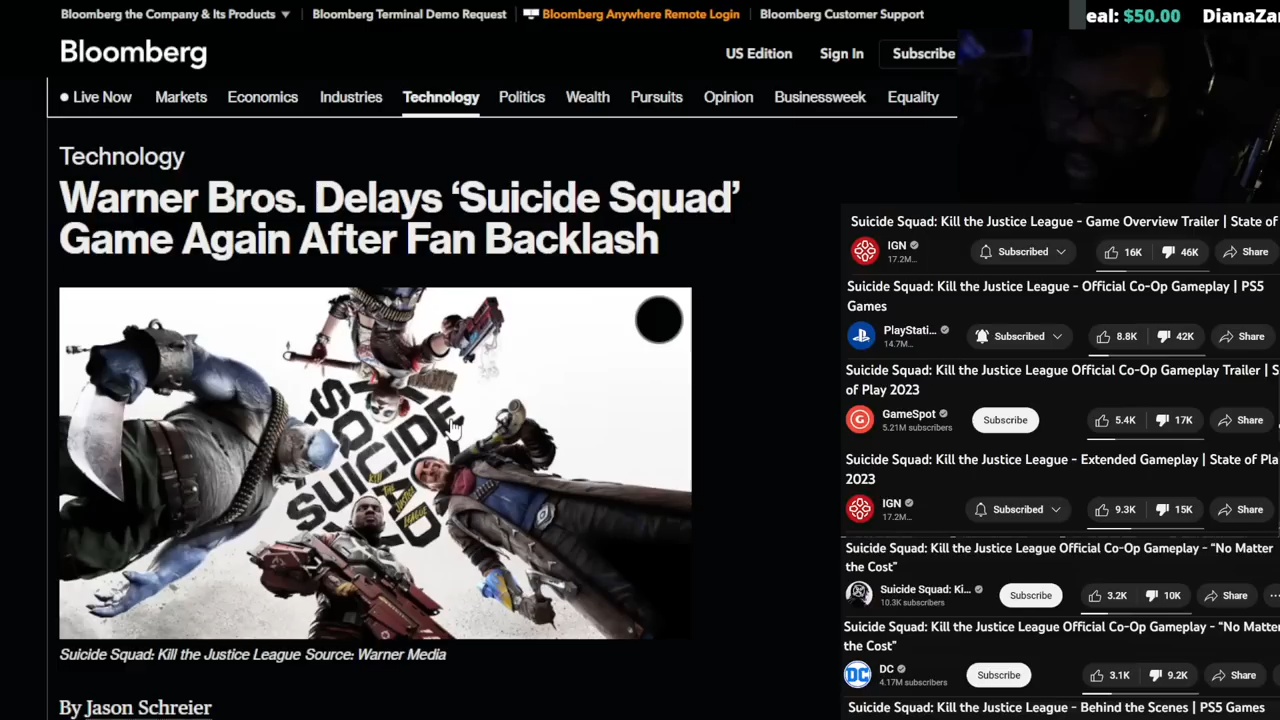 Bloomberg the Company & Its Products
Bloomberg Terminal Demo Request
Bloomberg Anywhere Remote Login
Bloomberg Customer Support
eal: $50.00 DianaZar
Bloomberg
US Edition
Sign In
Subscribe
Live Now
Markets
Economics
Industries
Technology
Politics
Wealth
Pursuits
Opinion
Businessweek
Equality
Technology
Warner Bros. Delays ‘Suicide Squad’
Game Again After Fan Backlash
SUICIDE
SQUAD
KILL
THE
JUSTICE
LEAGUE
Suicide Squad: Kill the Justice League Source: Warner Media
By Jason Schreier
Suicide Squad: Kill the Justice League - Game Overview Trailer | State of
IGN
17.2M...
Subscribed
16K
46K
Share
Suicide Squad: Kill the Justice League - Official Co-Op Gameplay | PS5
Games
PlayStati...
14.7M...
Subscribed
8.8K
42K
Share
Suicide Squad: Kill the Justice League Official Co-Op Gameplay Trailer | S
of Play 2023
GameSpot
5.21M subscribers
Subscribe
5.4K
17K
Share
Suicide Squad: Kill the Justice League - Extended Gameplay | State of Pla
2023
IGN
17.2M...
Subscribed
9.3K
15K
Share
Suicide Squad: Kill the Justice League Official Co-Op Gameplay - “No Matter
the Cost”
Suicide Squad: Ki...
10.3K subscribers
Subscribe
3.2K
10K
Share
Suicide Squad: Kill the Justice League Official Co-Op Gameplay - “No Matter
the Cost”
DC
4.17M subscribers
Subscribe
3.1K
9.2K
Share
Suicide Squad: Kill the Justice League - Behind the Scenes | PS5 Games